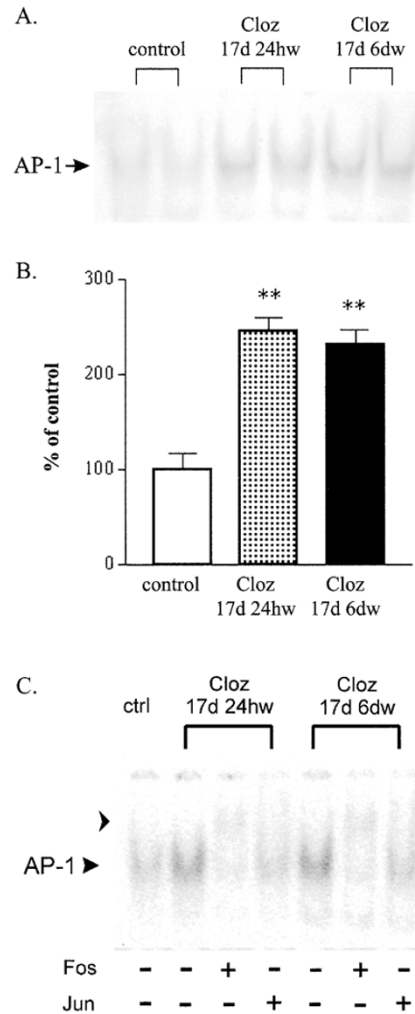 A.
control
Cloz
17d 24hw
Cloz
17d 6dw
AP-1
B.
300
200
100
0
% of control
**
**
control
Cloz
17d 24hw
Cloz
17d 6dw
C.
ctrl
Cloz
17d 24hw
Cloz
17d 6dw
AP-1
Fos - - + - - + -
Jun - - - + - - +